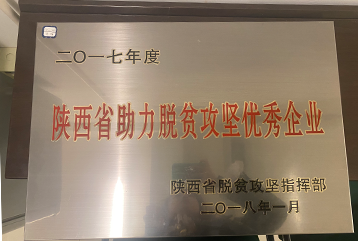 二〇一七年度
陕西省助力脱贫攻坚优秀企业
陕西省脱贫攻坚指挥部
二〇一八年一月